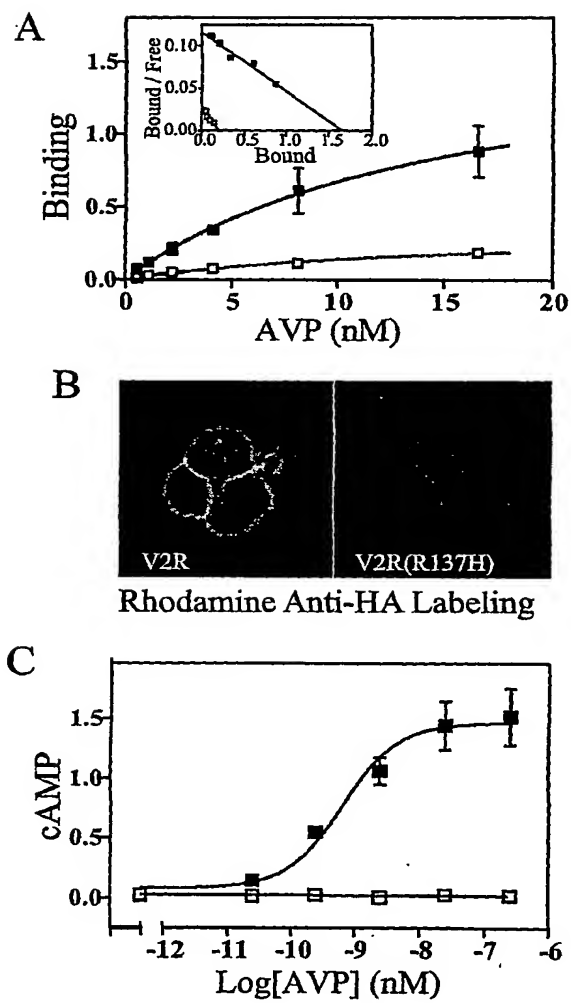 A
Binding
1.5
1.0
0.5
0.0
Bound / Free
0.10
0.05
0.00
0.0 0.5 1.0 1.5 2.0
Bound
0 5 10 15 20
AVP (nM)
B
V2R
V2R(R137H)
Rhodamine Anti-HA Labeling
C
cAMP
1.5
1.0
0.5
0.0
-12 -11 -10 -9 -8 -7 -6
Log[AVP] (nM)